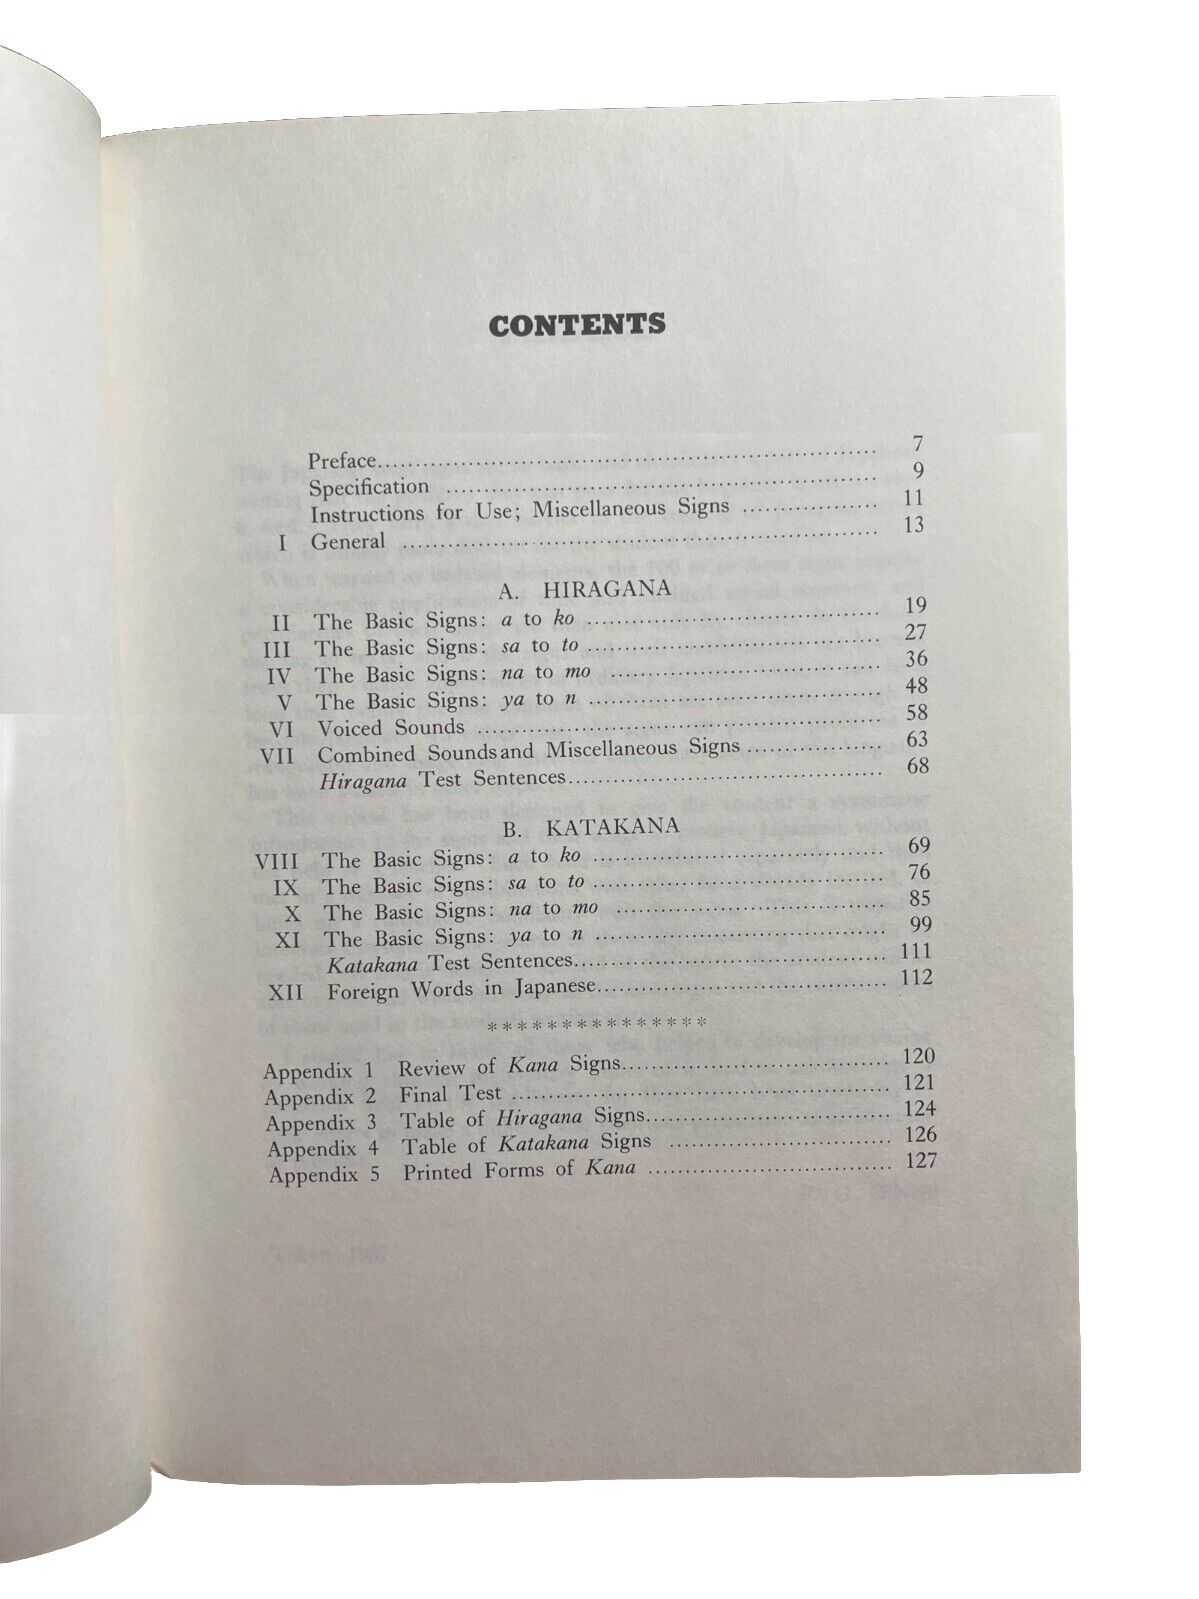 CONTENTS
Preface 7
Specification 9
Instructions for Use; Miscellaneous Signs 11
I General 13
A. HIRAGANA
II The Basic Signs: a to ko 19
III The Basic Signs: sa to to 27
IV The Basic Signs: na to mo 36
V The Basic Signs: ya to n 48
VI Voiced Sounds 58
VII Combined Sounds and Miscellaneous Signs 63
Hiragana Test Sentences 68
B. KATAKANA
VIII The Basic Signs: a to ko 69
IX The Basic Signs: sa to to 76
X The Basic Signs: na to mo 85
XI The Basic Signs: ya to n 99
Katakana Test Sentences 111
XII Foreign Words in Japanese 112
***************
Appendix 1 Review of Kana Signs 120
Appendix 2 Final Test 121
Appendix 3 Table of Hiragana Signs 124
Appendix 4 Table of Katakana Signs 126
Appendix 5 Printed Forms of Kana 127